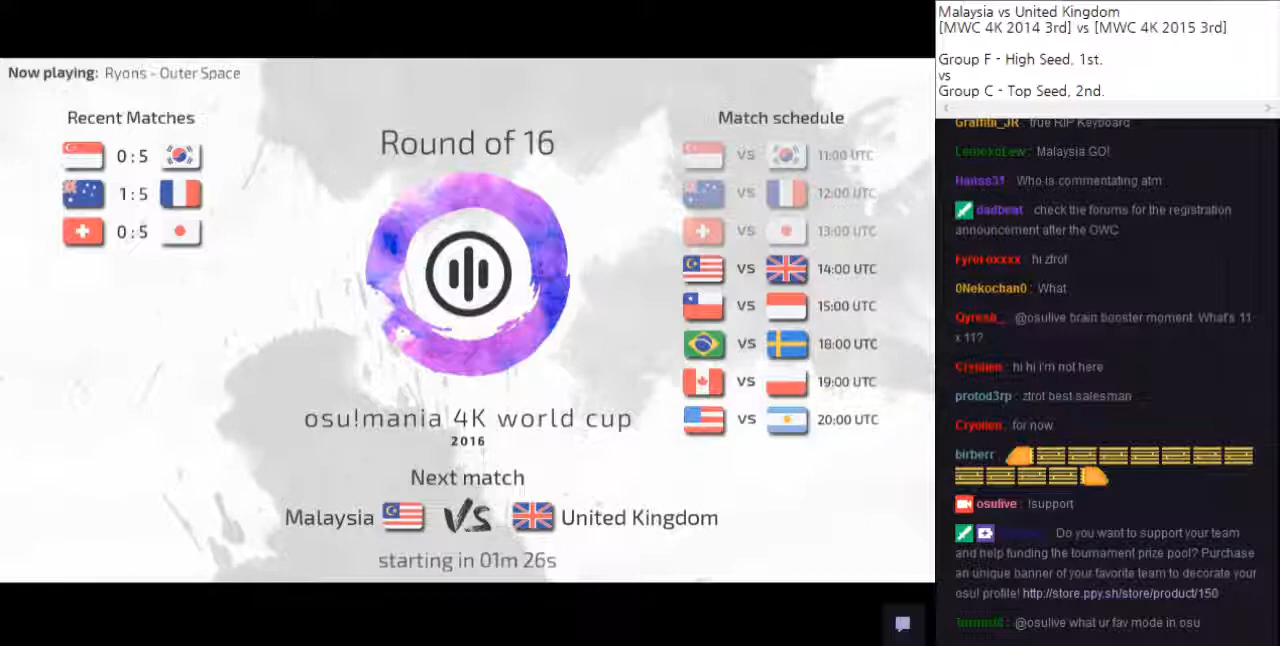 Now playing: Ryons - Outer Space
Recent Matches
0 : 5
1 : 5
0 : 5
Round of 16
osu!mania 4K world cup
2016
Match schedule
VS 11:00 UTC
VS 12:00 UTC
VS 13:00 UTC
VS 14:00 UTC
VS 15:00 UTC
VS 18:00 UTC
VS 19:00 UTC
VS 20:00 UTC
Next match
Malaysia VS United Kingdom
starting in 01m 26s
Malaysia vs United Kingdom
[MWC 4K 2014 3rd] vs [MWC 4K 2015 3rd]
Group F - High Seed, 1st.
vs
Group C - Top Seed, 2nd.
Graffiti_JR : true RIP Keyboard
Malaysia GO!
Who is commentating atm
dadbeat : check the forums for the registration
announcement after the OWC
hi zfrof
0Nekochan0 : What
@osulive brain booster moment. What's 11
x 11?
hi hi i'm not here
protod3rp : ztrot best salesman
for now
birberr :
osulive : !support
Do you want to support your team
and help funding the tournament prize pool? Purchase
an unique banner of your favorite team to decorate your
osu! profile! http://store.ppy.sh/store/product/150
@osulive what ur fav mode in osu